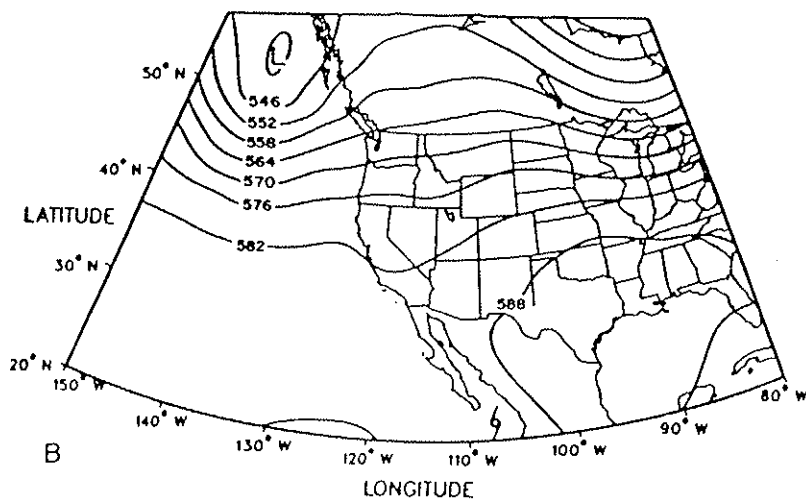 L
50° N
546
552
558
564
40° N
570
576
LATITUDE
582
30° N
588
20° N
150° W
80° W
140° W
90° W
130° W
100° W
120° W
110° W
B
LONGITUDE